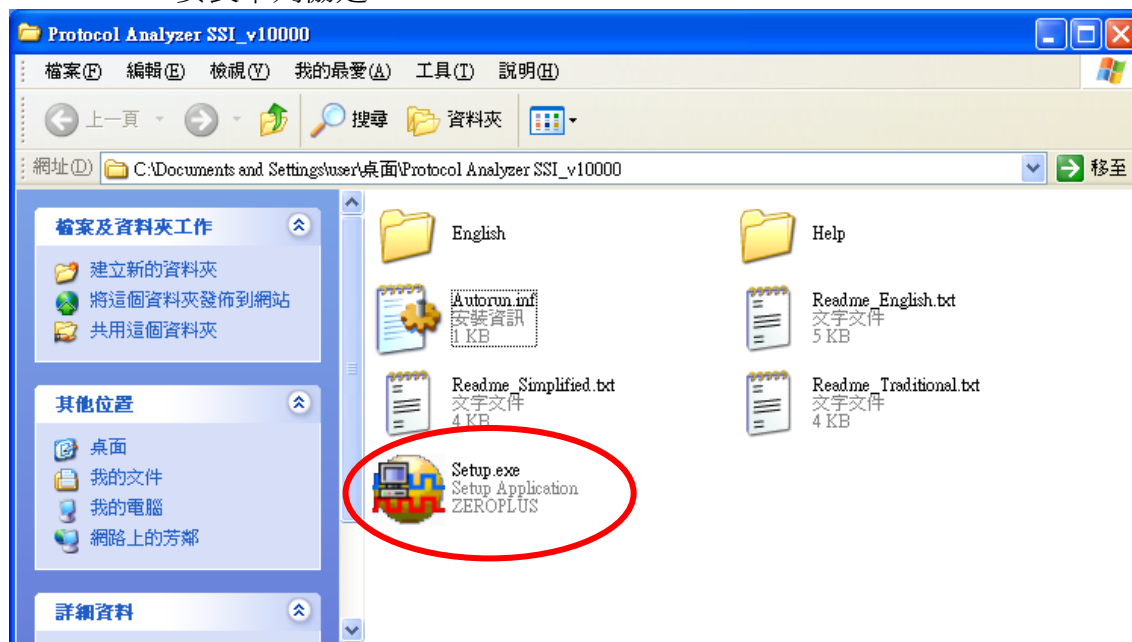 Protocol Analyzer SSI_v10000
檔案(F) 編輯(E) 檢視(V) 我的最愛(A) 工具(T) 說明(H)
上一頁 搜尋 資料夾
網址(D) C:\Documents and Settings\user\桌面\Protocol Analyzer SSI_v10000 移至
檔案及資料夾工作
建立新的資料夾
將這個資料夾發佈到網站
共用這個資料夾
其他位置
桌面
我的文件
我的電腦
網路上的芳鄰
詳細資料
English
Help
Autorun.inf
安裝資訊
1 KB
Readme_English.txt
文字文件
5 KB
Readme_Simplified.txt
文字文件
4 KB
Readme_Traditional.txt
文字文件
4 KB
Setup.exe
Setup Application
ZEROPLUS